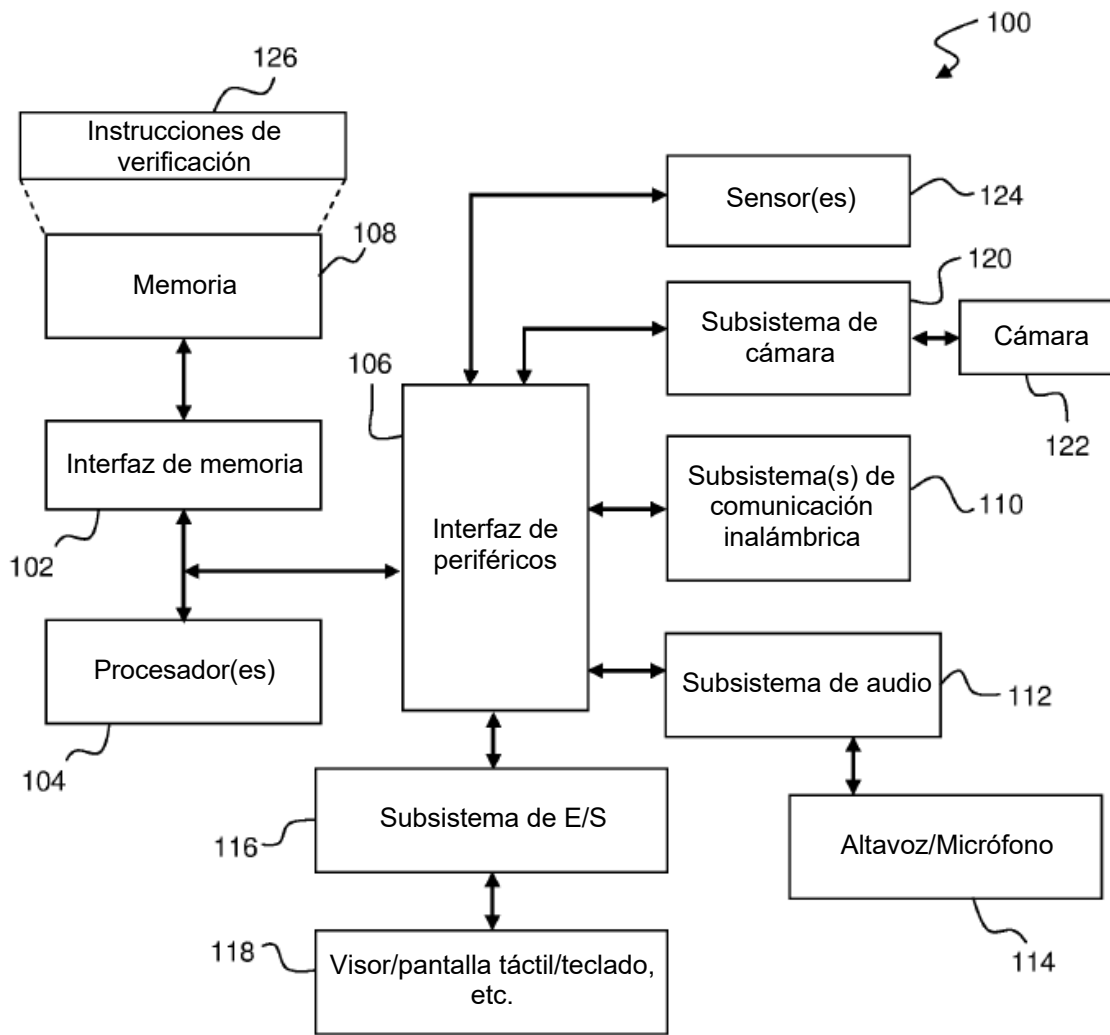 100
126
Instrucciones de
verificación
108
Memoria
Sensor(es)
124
120
Subsistema de
cámara
Cámara
122
106
Interfaz de memoria
102
Subsistema(s) de
comunicación
inalámbrica
110
Interfaz de
periféricos
Procesador(es)
104
Subsistema de audio
112
Subsistema de E/S
116
Altavoz/Micrófono
114
118
Visor/pantalla táctil/teclado,
etc.